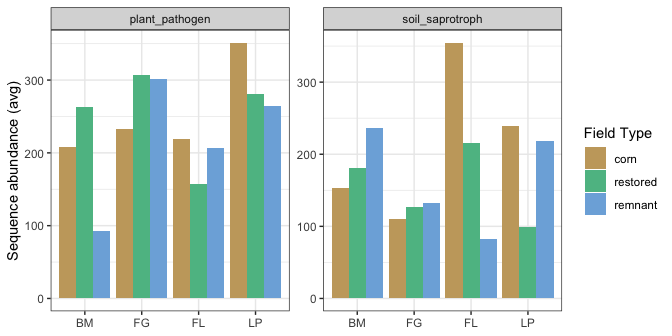 plant_pathogen
soil_saprotroph
Sequence abundance (avg)
300
200
100
0
300
200
100
0
BM FG FL LP
BM FG FL LP
Field Type
corn
restored
remnant